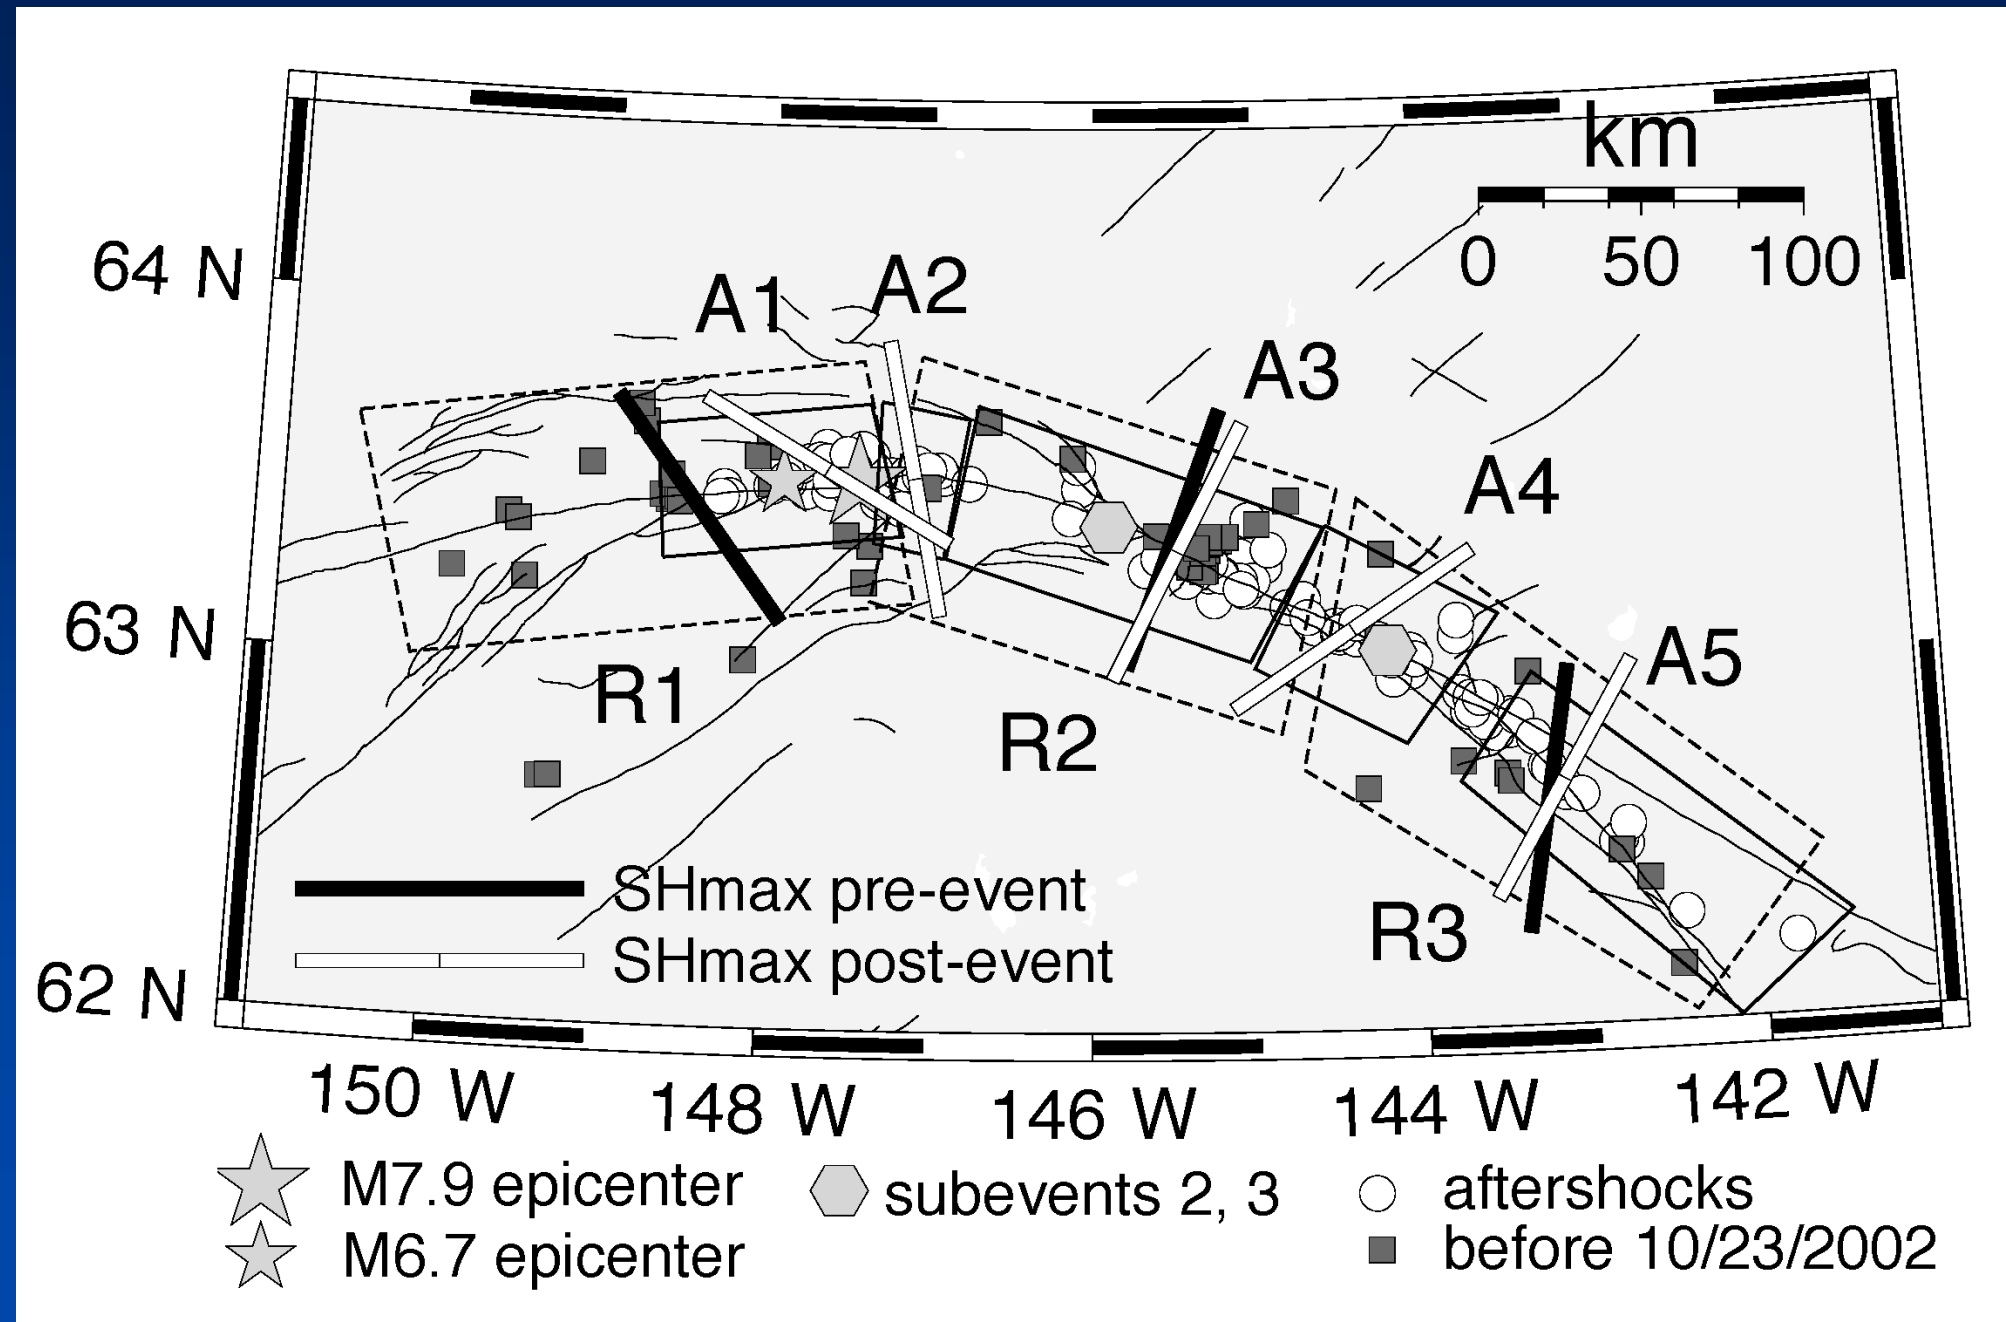 km
0 50 100
64 N
A1
A2
A3
A4
63 N
A5
R1
R2
R3
SHmax pre-event
SHmax post-event
62 N
150 W
148 W
146 W
144 W
142 W
M7.9 epicenter
subevents 2, 3
aftershocks
M6.7 epicenter
before 10/23/2002